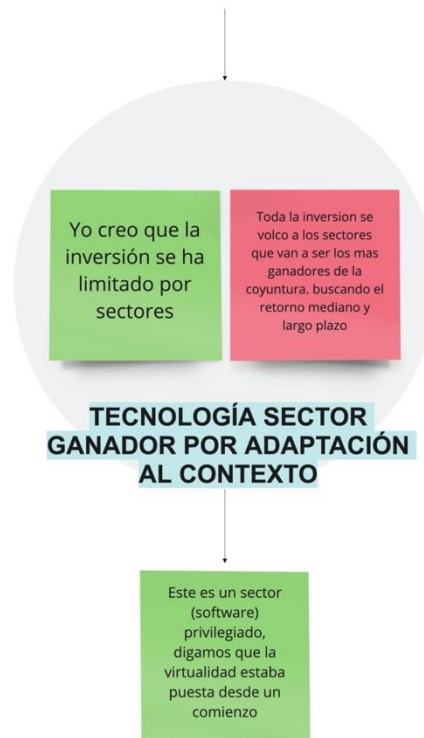 Yo creo que la
inversión se ha
limitado por
sectores
Toda la inversion se
volco a los sectores
que van a ser los mas
ganadores de la
coyuntura. buscando el
retorno mediano y
largo plazo
TECNOLOGÍA SECTOR
GANADOR POR ADAPTACIÓN
AL CONTEXTO
Este es un sector
(software)
privilegiado,
digamos que la
virtualidad estaba
puesta desde un
comienzo